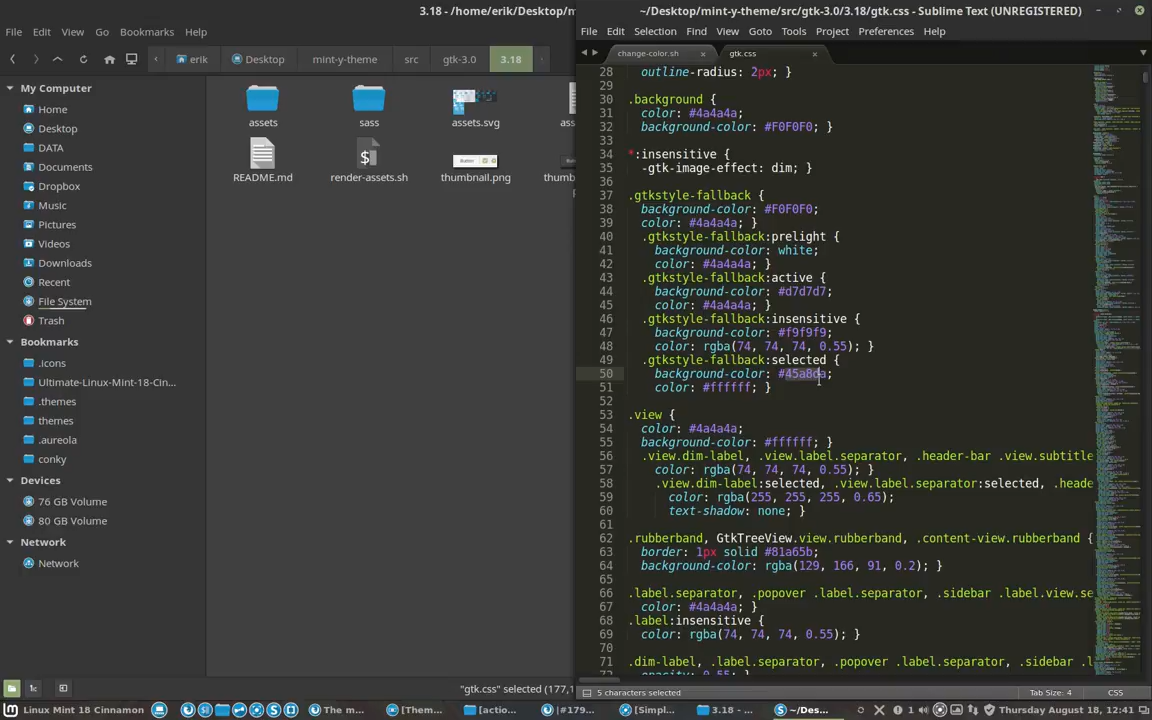 3.18 - /home/erik/Desktop/m
File Edit View Go Bookmarks Help
erik Desktop mint-y-theme src gtk-3.0 3.18
My Computer
Home
Desktop
DATA
Documents
Dropbox
Music
Pictures
Videos
Downloads
Recent
File System
Trash
Bookmarks
.icons
Ultimate-Linux-Mint-18-Cin...
.themes
themes
.aureola
conky
Devices
76 GB Volume
80 GB Volume
Network
Network
assets sass assets.svg ass
README.md render-assets.sh thumbnail.png thumb
"gtk.css" selected (177,1
~/Desktop/mint-y-theme/src/gtk-3.0/3.18/gtk.css - Sublime Text (UNREGISTERED)
File Edit Selection Find View Goto Tools Project Preferences Help
change-color.sh gtk.css
28 outline-radius: 2px; }
29
30 .background {
31 color: #4a4a4a;
32 background-color: #F0F0F0; }
33
34 *:insensitive {
35 -gtk-image-effect: dim; }
36
37 .gtkstyle-fallback {
38 background-color: #F0F0F0;
39 color: #4a4a4a; }
40 .gtkstyle-fallback:prelight {
41 background-color: white;
42 color: #4a4a4a; }
43 .gtkstyle-fallback:active {
44 background-color: #d7d7d7;
45 color: #4a4a4a; }
46 .gtkstyle-fallback:insensitive {
47 background-color: #f9f9f9;
48 color: rgba(74, 74, 74, 0.55); }
49 .gtkstyle-fallback:selected {
50 background-color: #45a8da;
51 color: #ffffff; }
52
53 .view {
54 color: #4a4a4a;
55 background-color: #ffffff; }
56 .view.dim-label, .view.label.separator, .header-bar .view.subtitle
57 color: rgba(74, 74, 74, 0.55); }
58 .view.dim-label:selected, .view.label.separator:selected, .heade
59 color: rgba(255, 255, 255, 0.65);
60 text-shadow: none; }
61
62 .rubberband, GtkTreeView.view.rubberband, .content-view.rubberband {
63 border: 1px solid #81a65b;
64 background-color: rgba(129, 166, 91, 0.2); }
65
66 .label.separator, .popover .label.separator, .sidebar .label.view.se
67 color: #4a4a4a; }
68 .label:insensitive {
69 color: rgba(74, 74, 74, 0.55); }
70
71 .dim-label, .label.separator, .popover .label.separator, .sidebar .l
5 characters selected Tab Size: 4 CSS
Linux Mint 18 Cinnamon The m... [Them... [actio... [#179... [Simpl... 3.18 -... ~/Des... 1 Thursday August 18, 12:41